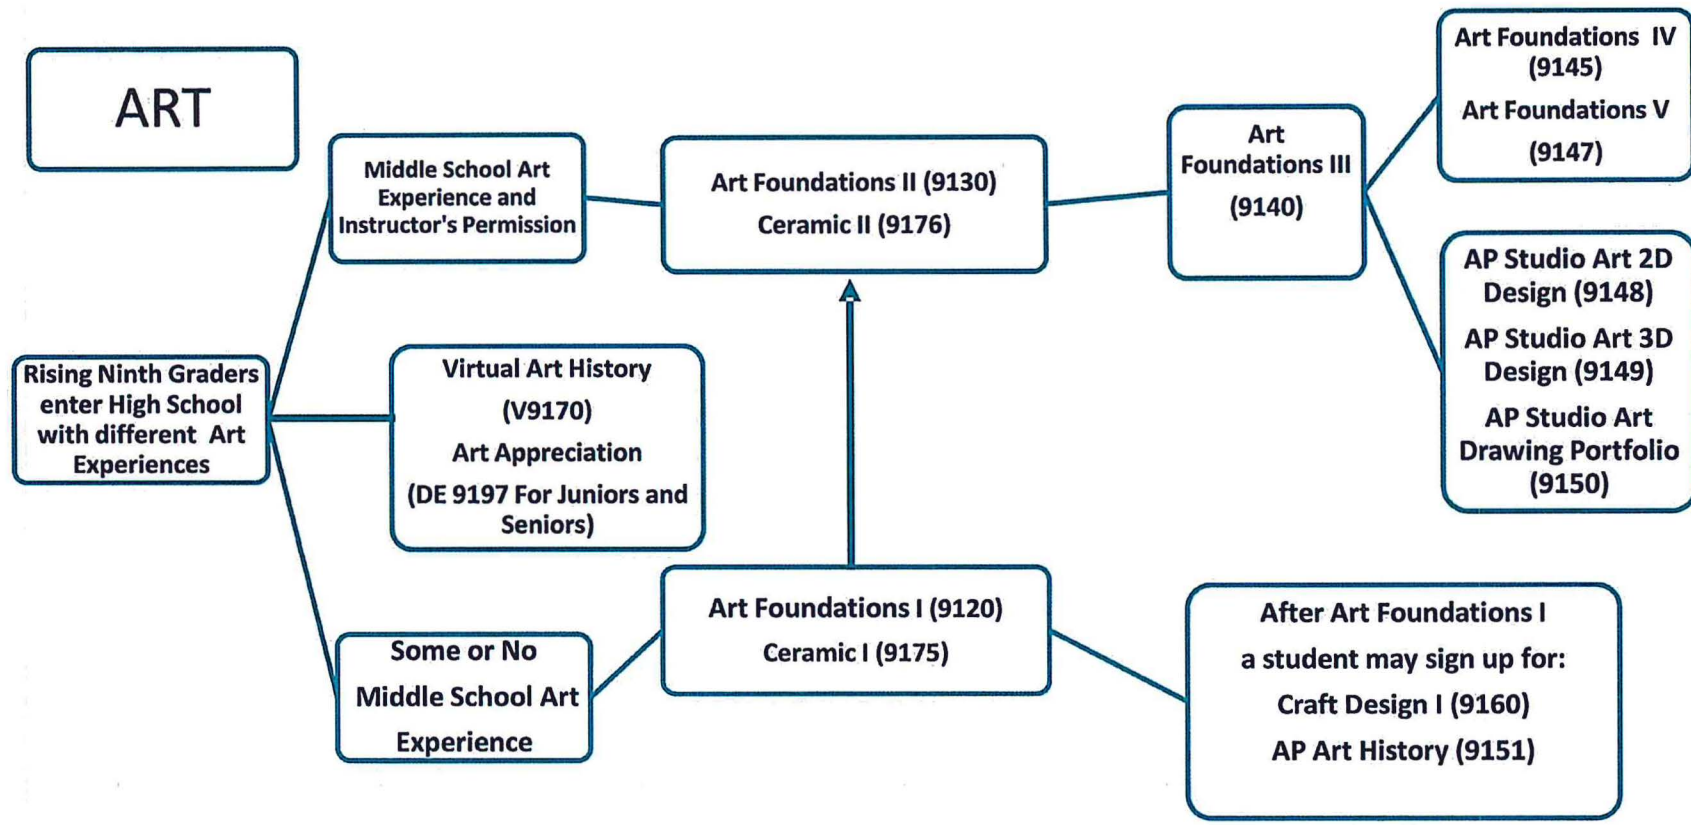 ART
Middle School Art
Experience and
Instructor's Permission
Art Foundations II (9130)
Ceramic II (9176)
Art
Foundations III
(9140)
Art Foundations IV
(9145)
Art Foundations V
(9147)
AP Studio Art 2D
Design (9148)
AP Studio Art 3D
Design (9149)
AP Studio Art
Drawing Portfolio
(9150)
Rising Ninth Graders
enter High School
with different Art
Experiences
Virtual Art History
(V9170)
Art Appreciation
(DE 9197 For Juniors and
Seniors)
Some or No
Middle School Art
Experience
Art Foundations I (9120)
Ceramic I (9175)
After Art Foundations I
a student may sign up for:
Craft Design I (9160)
AP Art History (9151)